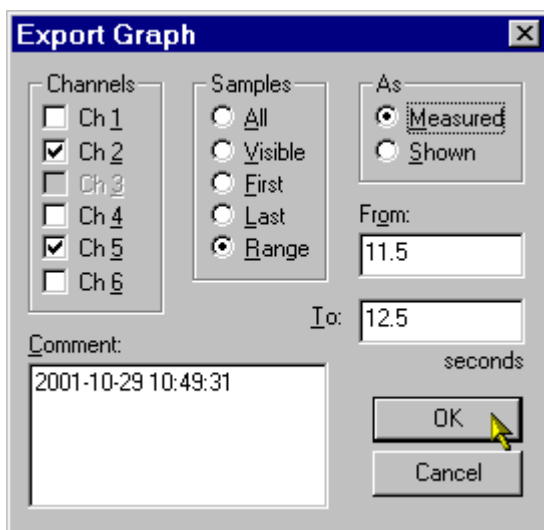 Export Graph
Channels
Ch 1
Ch 2
Ch 3
Ch 4
Ch 5
Ch 6
Samples
All
Visible
First
Last
Range
As
Measured
Shown
From:
11.5
To:
12.5
seconds
Comment:
2001-10-29 10:49:31
OK
Cancel